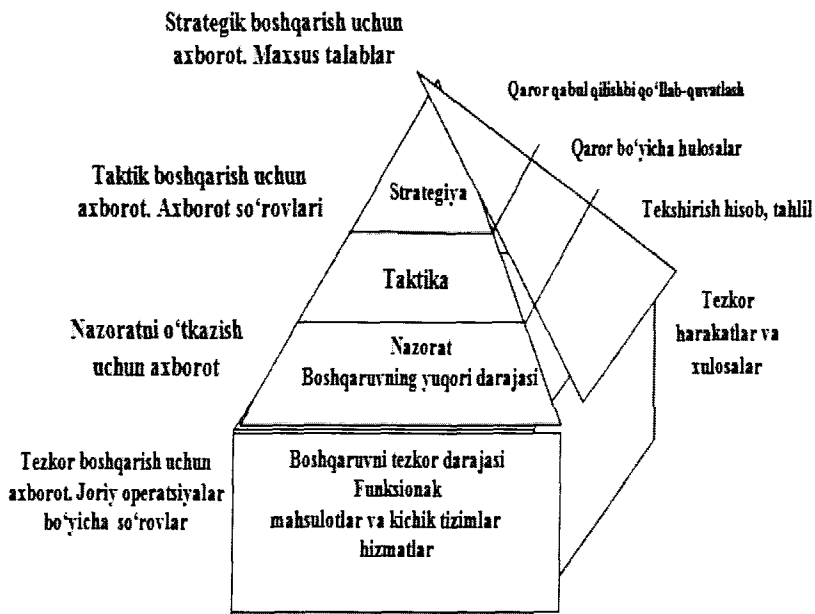 Strategik boshqarish uchun
axborot. Maxsus talablar
Qaror qabul qilishbi qo‘llab-quvatlash
Qaror bo‘yicha hulosalar
Taktik boshqarish uchun
axborot. Axborot so‘rovlari
Strategiya
Tekshirish hisob, tahlil
Taktika
Nazoratni o‘tkazish
uchun axborot
Nazorat
Boshqaruvning yuqori darajasi
Tezkor
harakatlar va
xulosalar
Tezkor boshqarish uchun
axborot. Joriy operatsiyalar
bo‘yicha so‘rovlar
Boshqaruvni tezkor darajasi
Funksionak
mahsulotlar va kichik tizimlar
hizmatlar